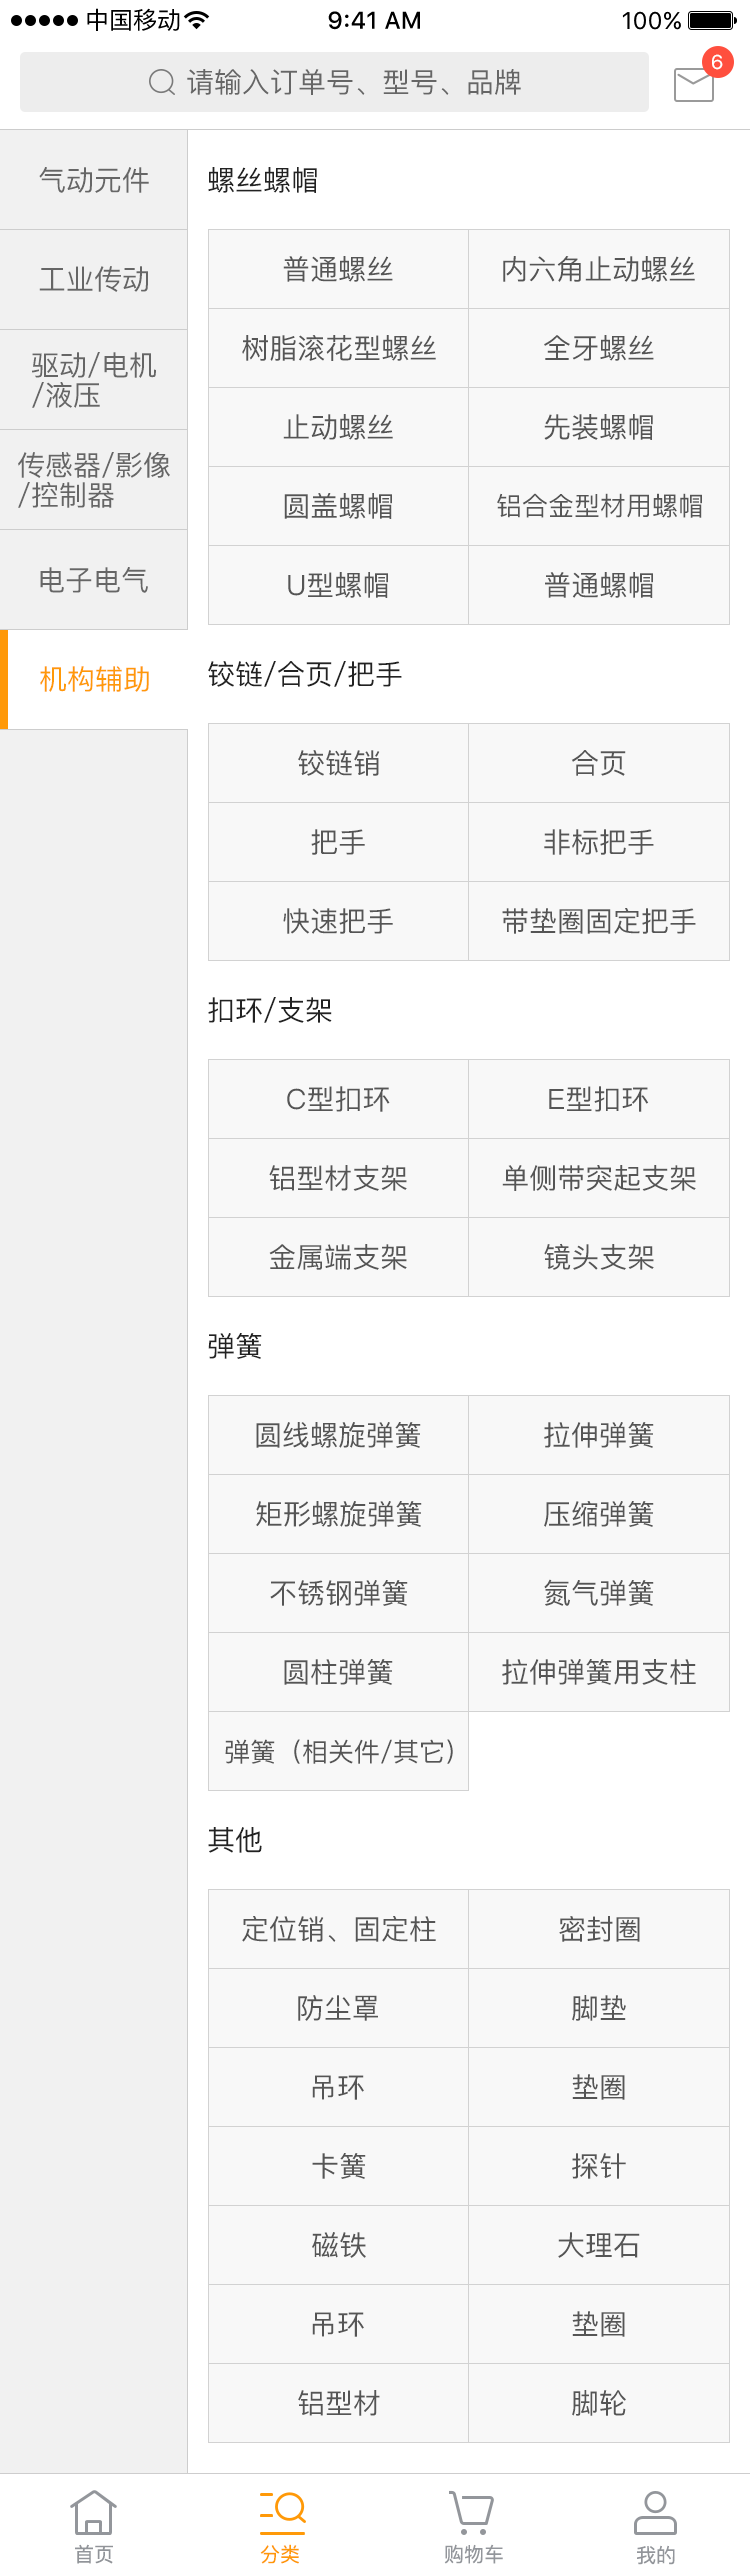 中国移动
9:41 AM
100%
请输入订单号、型号、品牌
6
气动元件
工业传动
驱动/电机
/液压
传感器/影像
/控制器
电子电气
机构辅助
螺丝螺帽
普通螺丝
内六角止动螺丝
树脂滚花型螺丝
全牙螺丝
止动螺丝
先装螺帽
圆盖螺帽
铝合金型材用螺帽
U型螺帽
普通螺帽
铰链/合页/把手
铰链销
合页
把手
非标把手
快速把手
带垫圈固定把手
扣环/支架
C型扣环
E型扣环
铝型材支架
单侧带突起支架
金属端支架
镜头支架
弹簧
圆线螺旋弹簧
拉伸弹簧
矩形螺旋弹簧
压缩弹簧
不锈钢弹簧
氮气弹簧
圆柱弹簧
拉伸弹簧用支柱
弹簧（相关件/其它）
其他
定位销、固定柱
密封圈
防尘罩
脚垫
吊环
垫圈
卡簧
探针
磁铁
大理石
吊环
垫圈
铝型材
脚轮
首页
分类
购物车
我的